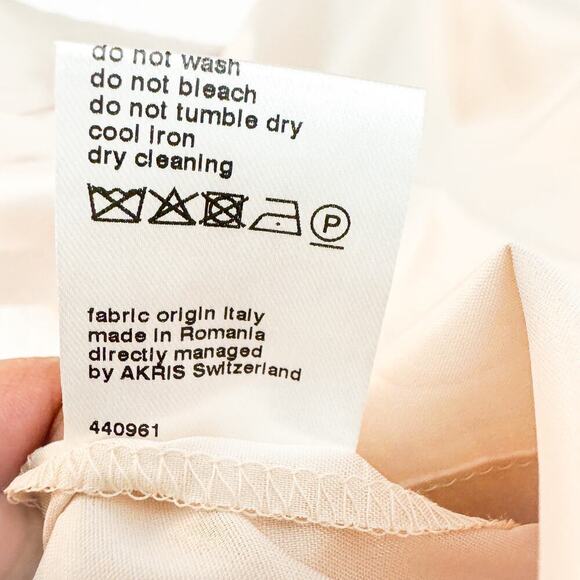 do not wash
do not bleach
do not tumble dry
cool iron
dry cleaning
P
fabric origin Italy
made in Romania
directly managed
by AKRIS Switzerland
440961